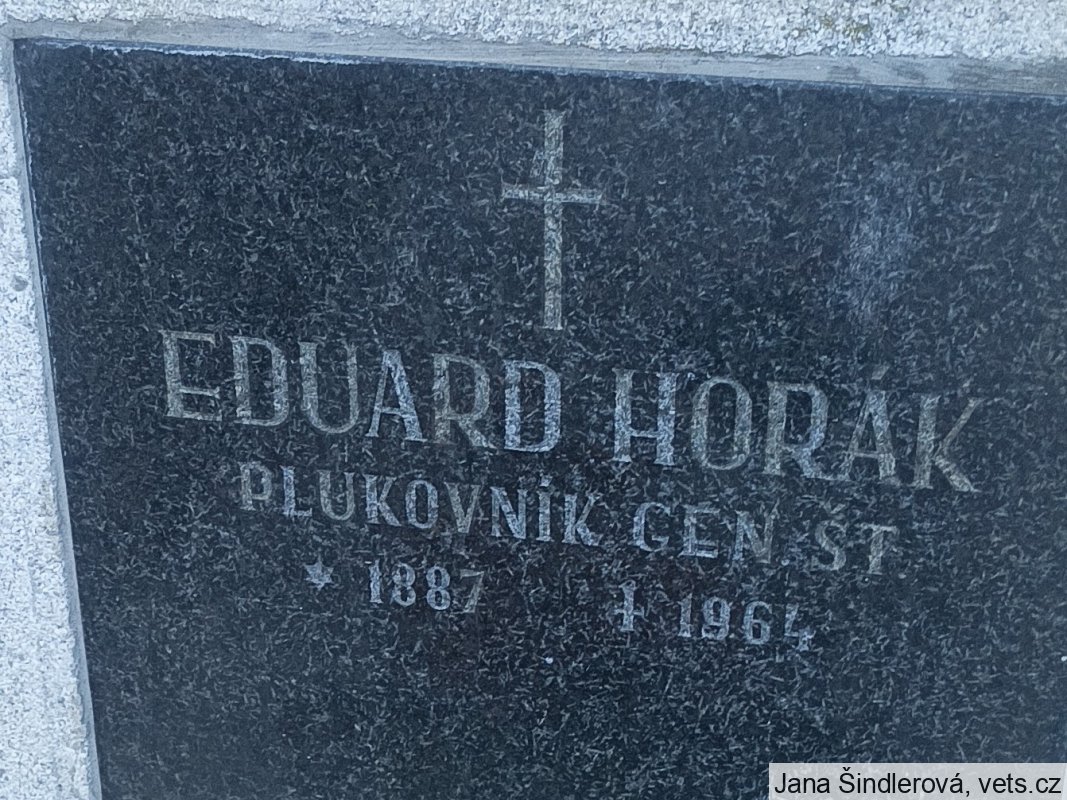 EDUARD HORÁK
PLUKOVNÍK GEN. ŠT
* 1887 † 1964
Jana Šindlerová, vets.cz